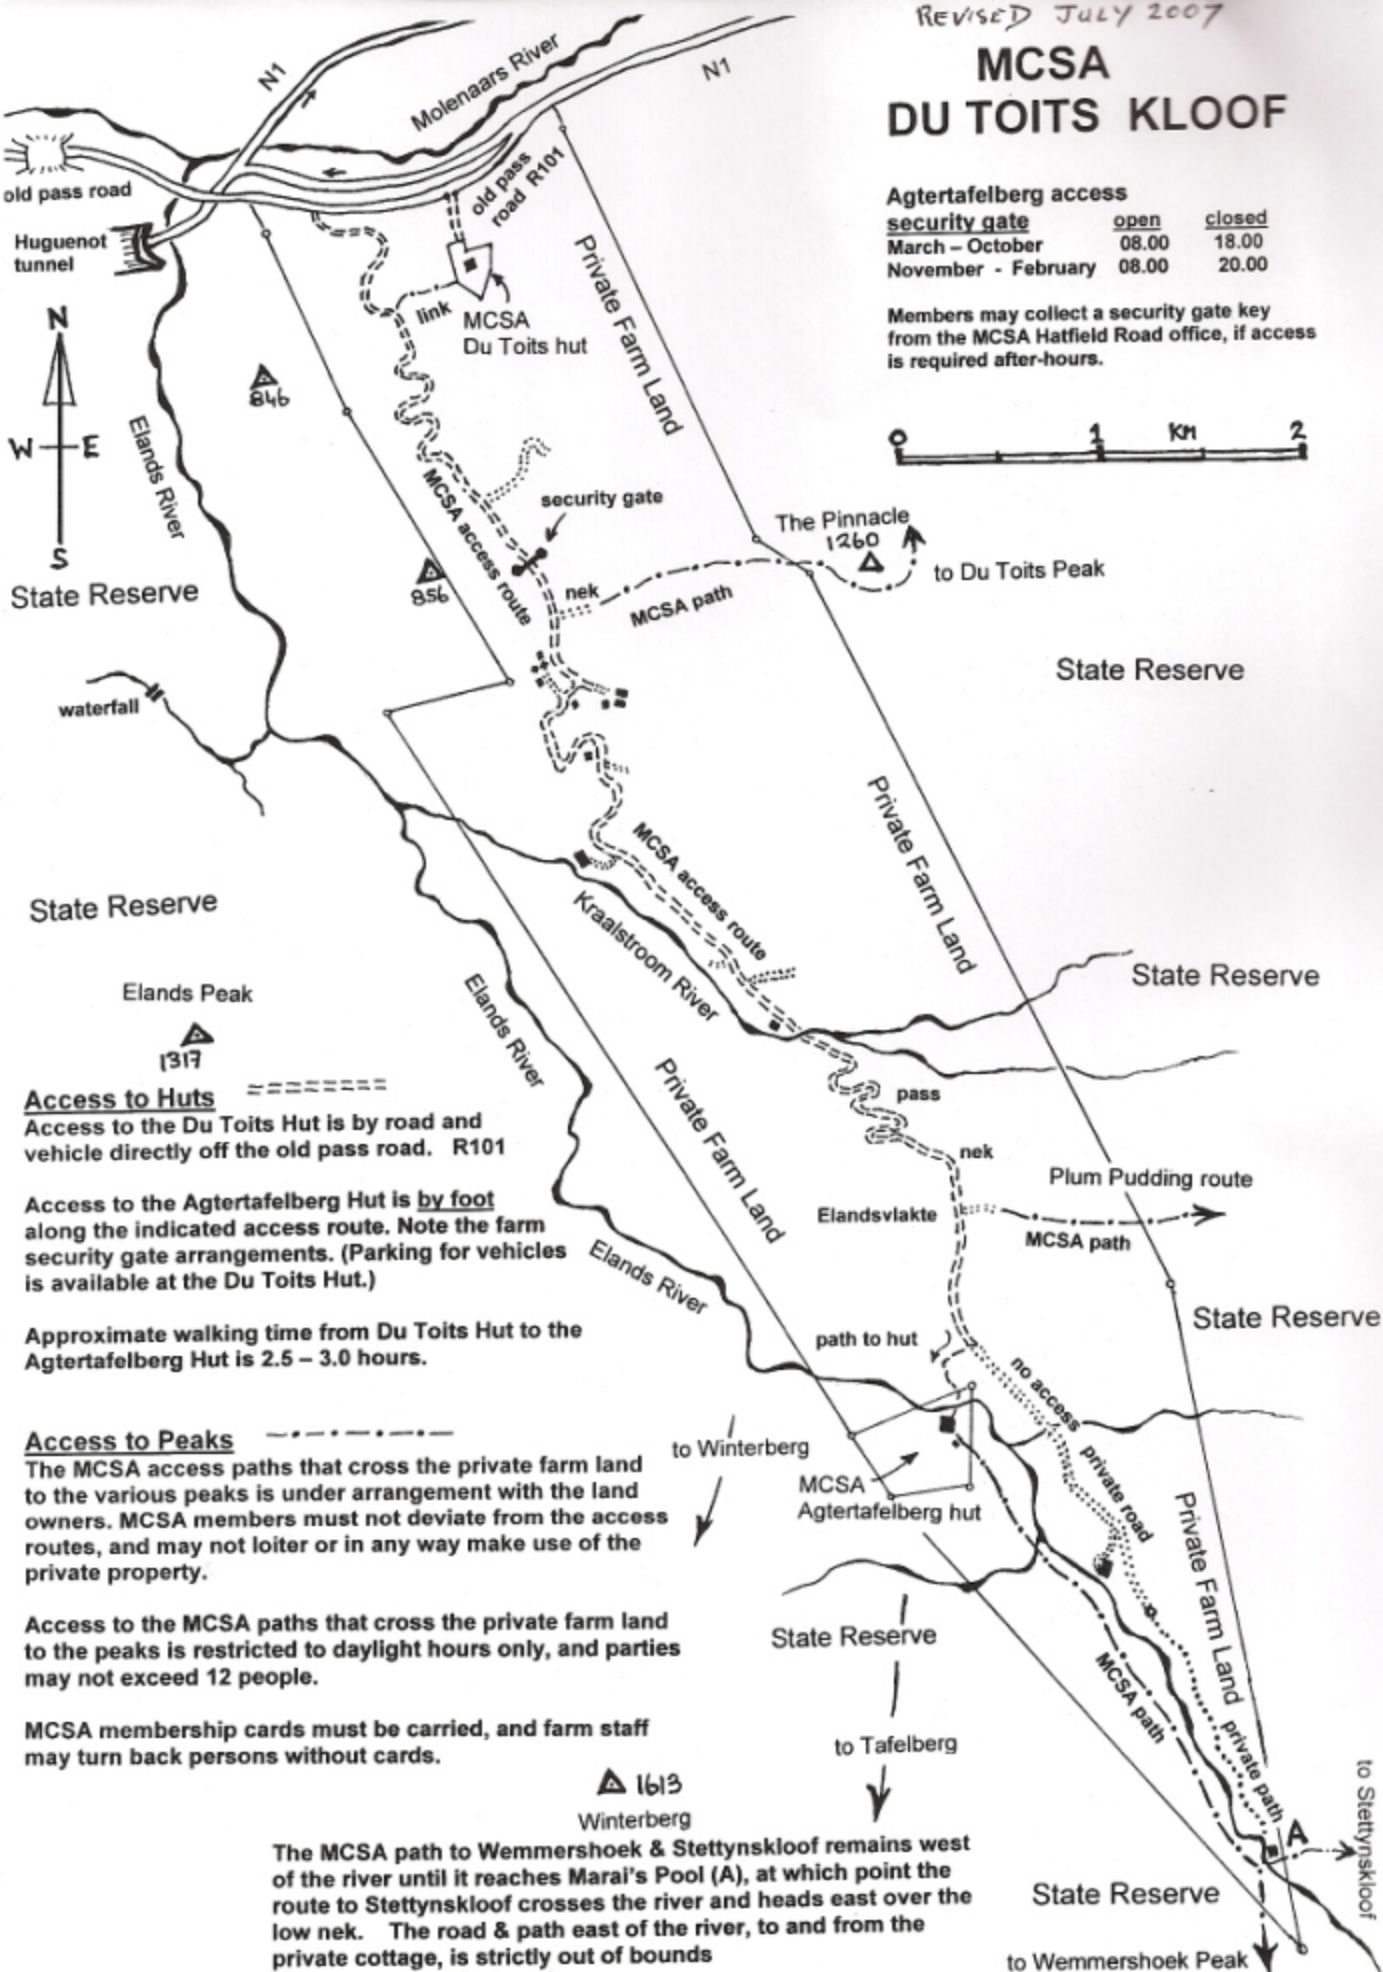 REVISED JULY 2007
MCSA
DU TOITS KLOOF
Agtertafelberg access
security gate open closed
March – October 08.00 18.00
November - February 08.00 20.00
Members may collect a security gate key
from the MCSA Hatfield Road office, if access
is required after-hours.
0 1 KM 2
N1
Molenaars River
N1
old pass road
old pass
road R101
Huguenot
tunnel
link
MCSA
Du Toits hut
Private Farm Land
N
W E
S
846
Elands River
MCSA access route
security gate
The Pinnacle
1260
to Du Toits Peak
856
nek
MCSA path
State Reserve
State Reserve
waterfall
Private Farm Land
MCSA access route
Kraalstroom River
State Reserve
State Reserve
Elands Peak
1317
Elands River
Private Farm Land
pass
nek
Plum Pudding route
Elandsvlakte
MCSA path
Elands River
State Reserve
path to hut
no access
private road
to Winterberg
MCSA
Agtertafelberg hut
Private Farm Land
State Reserve
MCSA path
private path
to Tafelberg
A
to Stettynskloof
State Reserve
to Wemmershoek Peak
1613
Winterberg
Access to Huts
Access to the Du Toits Hut is by road and
vehicle directly off the old pass road. R101
Access to the Agtertafelberg Hut is by foot
along the indicated access route. Note the farm
security gate arrangements. (Parking for vehicles
is available at the Du Toits Hut.)
Approximate walking time from Du Toits Hut to the
Agtertafelberg Hut is 2.5 – 3.0 hours.
Access to Peaks
The MCSA access paths that cross the private farm land
to the various peaks is under arrangement with the land
owners. MCSA members must not deviate from the access
routes, and may not loiter or in any way make use of the
private property.
Access to the MCSA paths that cross the private farm land
to the peaks is restricted to daylight hours only, and parties
may not exceed 12 people.
MCSA membership cards must be carried, and farm staff
may turn back persons without cards.
The MCSA path to Wemmershoek & Stettynskloof remains west
of the river until it reaches Marai's Pool (A), at which point the
route to Stettynskloof crosses the river and heads east over the
low nek. The road & path east of the river, to and from the
private cottage, is strictly out of bounds